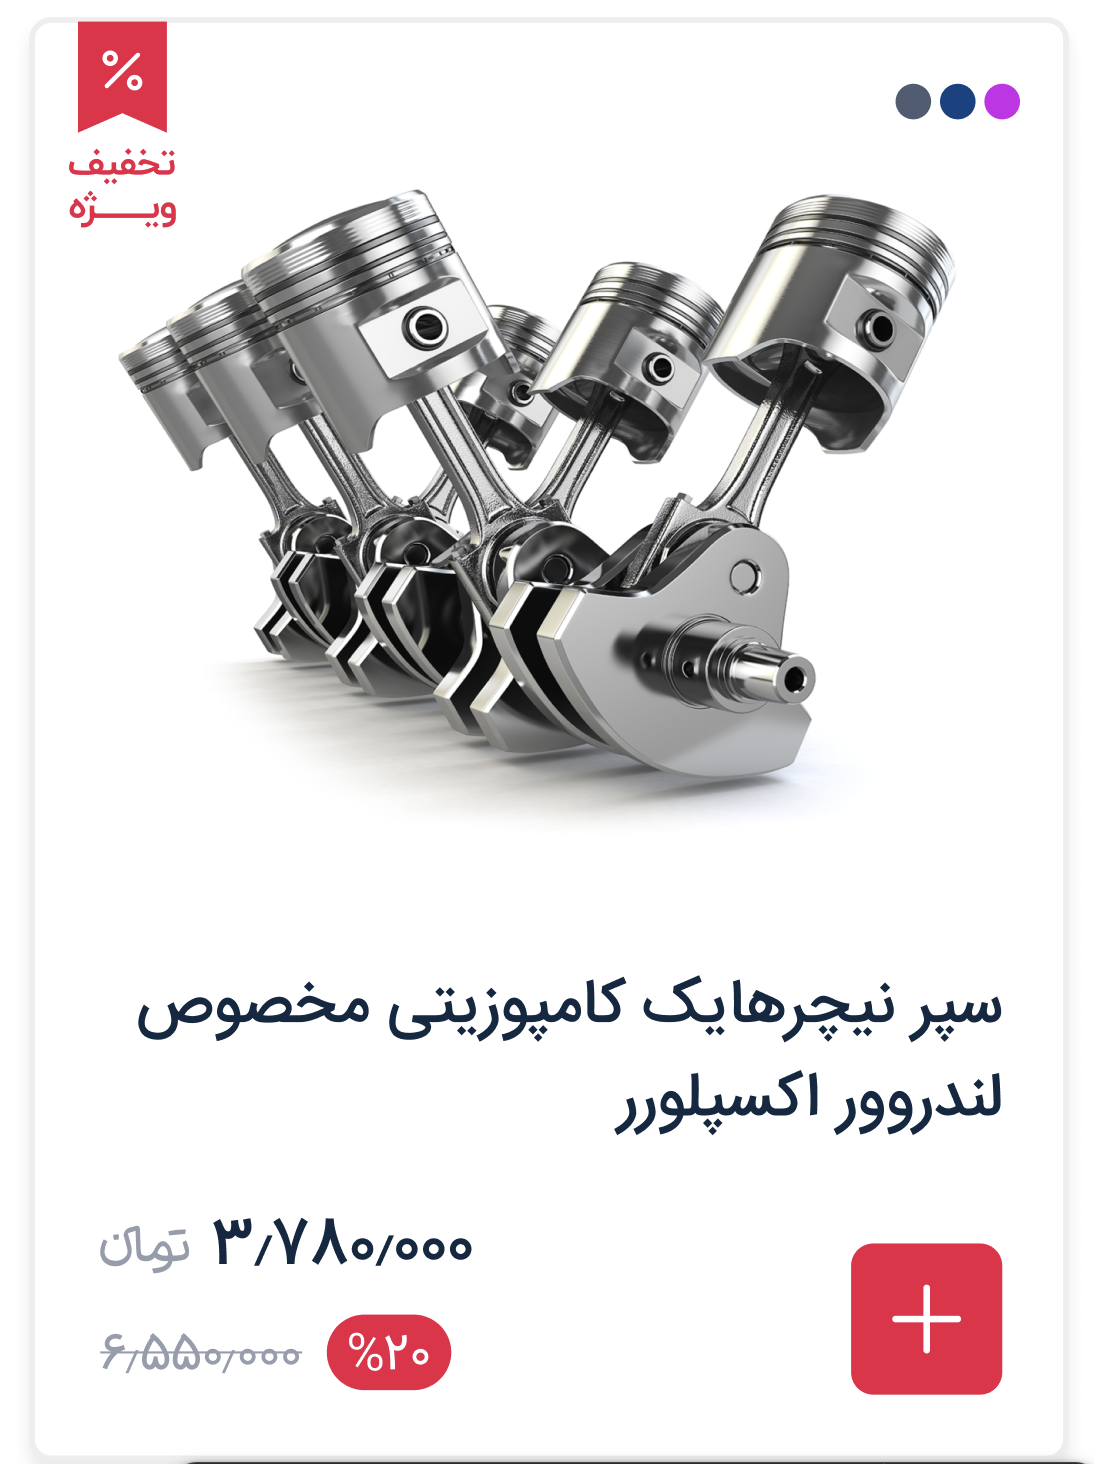 %
تخفیف
ویـــژه
سپر نیچرهایک کامپوزیتی مخصوص
لندروور اکسپلورر
۳٫۷۸۰٫۰۰۰ تومان
%۲۰ ۶٫۵۵۰٫۰۰۰